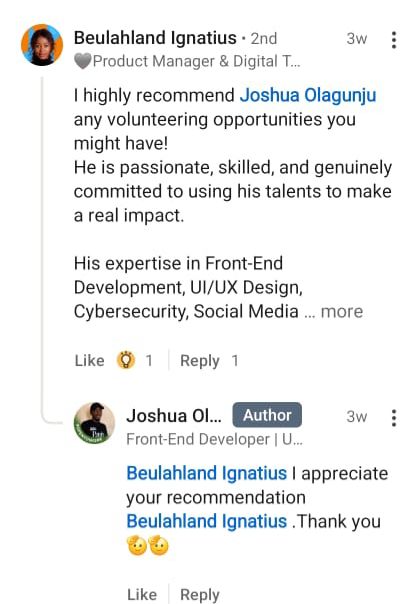 Beulahland Ignatius • 2nd 3w
🩶Product Manager & Digital T...
I highly recommend Joshua Olagunju
any volunteering opportunities you
might have!
He is passionate, skilled, and genuinely
committed to using his talents to make
a real impact.
His expertise in Front-End
Development, UI/UX Design,
Cybersecurity, Social Media ... more
Like 1 Reply 1
Joshua Ol... Author 3w
Front-End Developer | U...
Beulahland Ignatius I appreciate
your recommendation
Beulahland Ignatius .Thank you
🫡🫡
Like Reply